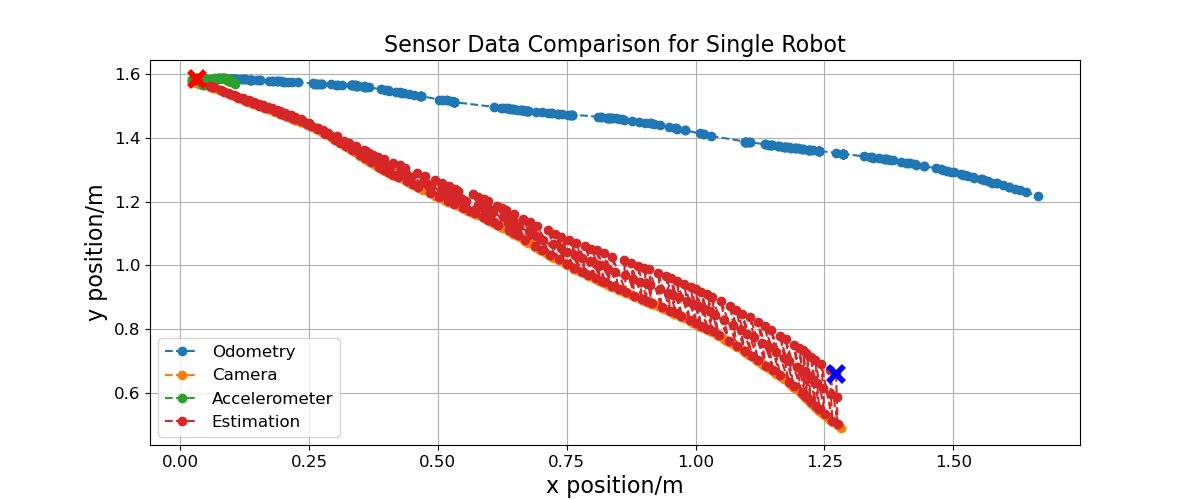 Sensor Data Comparison for Single Robot
y position/m
1.6
1.4
1.2
1.0
0.8
0.6
Odometry
Camera
Accelerometer
Estimation
0.00 0.25 0.50 0.75 1.00 1.25 1.50
x position/m